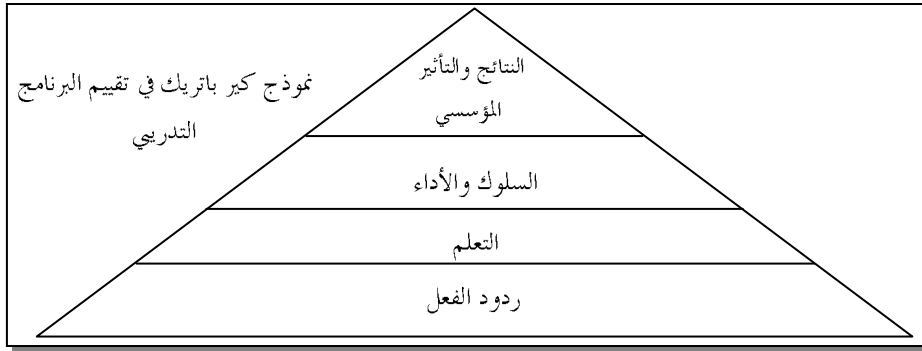 نموذج كير باتريك في تقييم البرنامج
التدريبي
النتائج والتأثير
المؤسسي
السلوك والأداء
التعلم
ردود الفعل